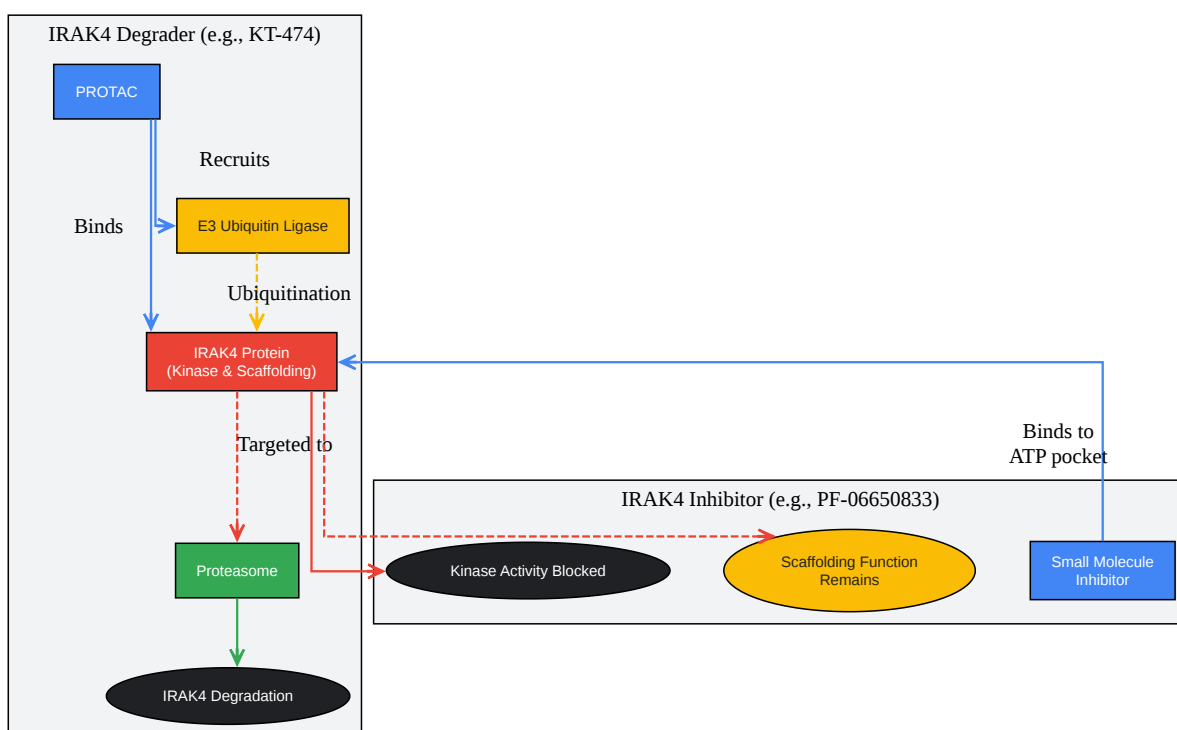 IRAK4 Degrader (e.g., KT-474)
PROTAC
Recruits
E3 Ubiquitin Ligase
Binds
Ubiquitination
IRAK4 Protein
(Kinase & Scaffolding)
Targeted to
Binds to
ATP pocket
IRAK4 Inhibitor (e.g., PF-06650833)
Proteasome
Kinase Activity Blocked
Scaffolding Function
Remains
Small Molecule
Inhibitor
IRAK4 Degradation